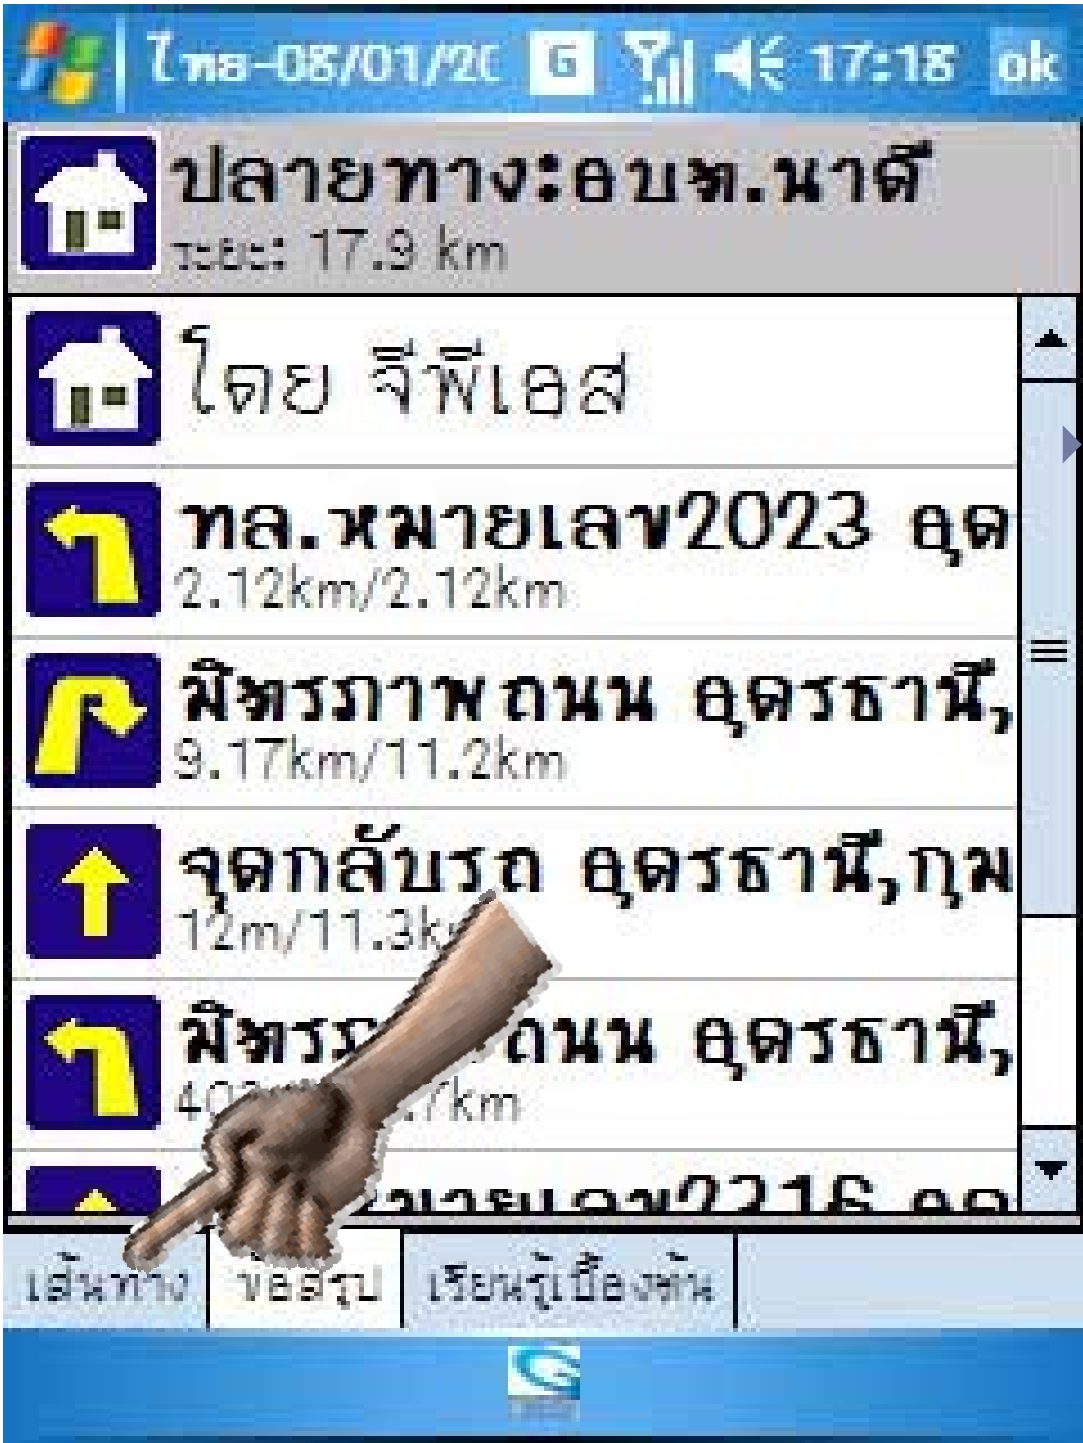 ไทย-08/01/20 G 17:18 ok
ปลายทาง:อบต.นาดี
ระยะ: 17.9 km
โดย จีพีเอส
ทล.หมายเลข2023 อุด
2.12km/2.12km
มิตรภาพถนน อุดรธานี,
9.17km/11.2km
จุดกลับรถ อุดรธานี,กุม
12m/11.3k
ถนน อุดรธานี,
7km
เส้นทาง ข้อสรุป เรียนรู้เบื้องต้น